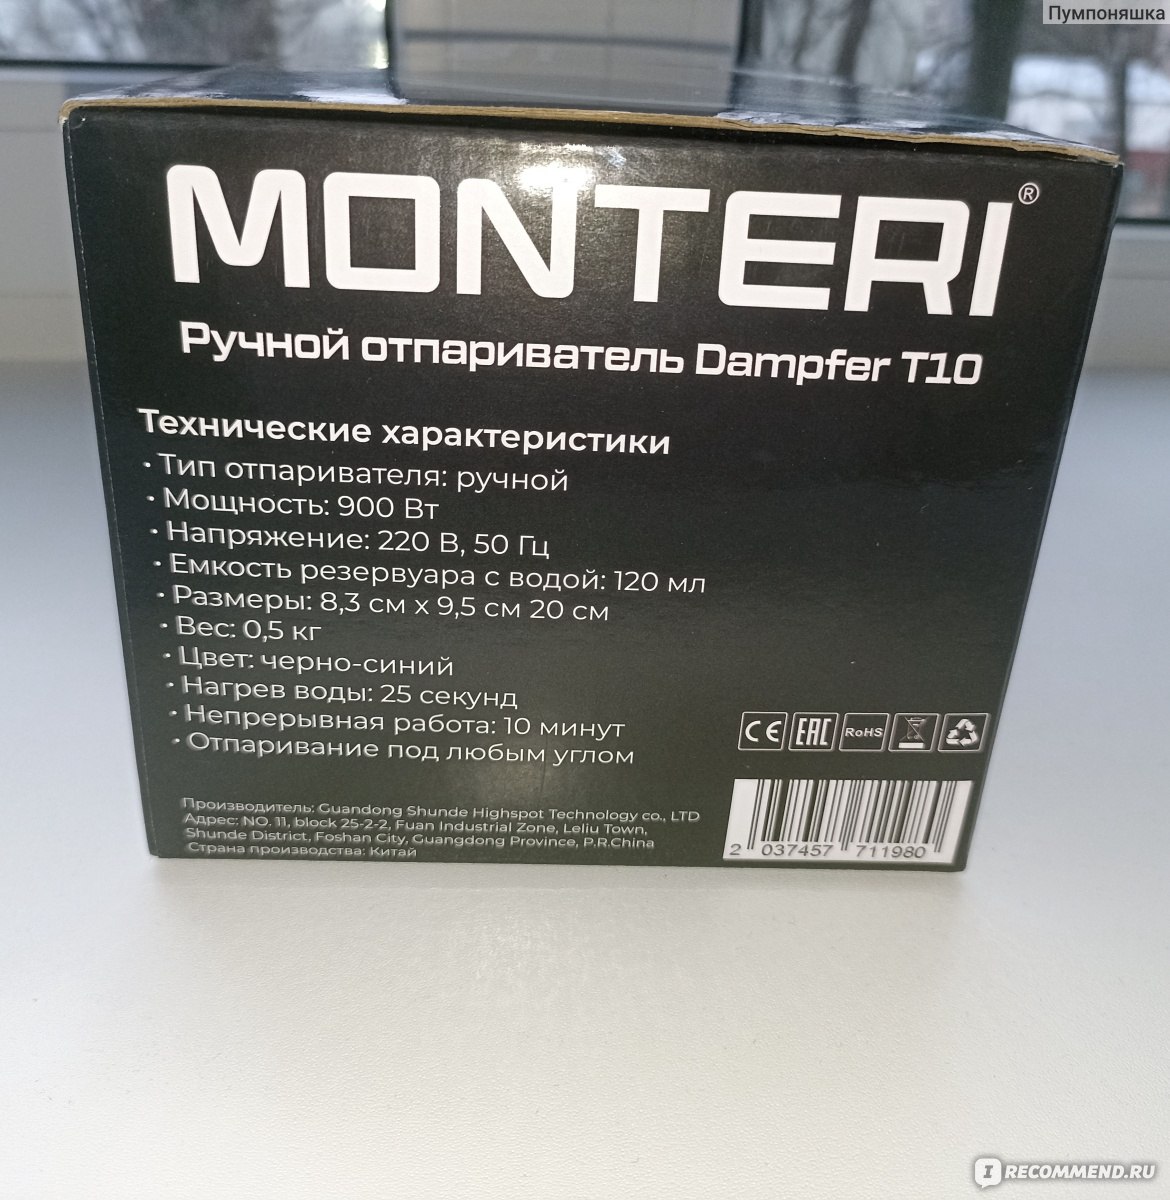 Пумпоняшка
MONTERI®
Ручной отпариватель Dampfer T10
Технические характеристики
• Тип отпаривателя: ручной
• Мощность: 900 Вт
• Напряжение: 220 В, 50 Гц
• Емкость резервуара с водой: 120 мл
• Размеры: 8,3 см х 9,5 см 20 см
• Вес: 0,5 кг
• Цвет: черно-синий
• Нагрев воды: 25 секунд
• Непрерывная работа: 10 минут
• Отпаривание под любым углом
CE EAC RoHS
Производитель: Guandong Shunde Highspot Technology co., LTD
Адрес: NO. 11, block 25-2-2, Fuan Industrial Zone, Leliu Town,
Shunde District, Foshan City, Guangdong Province, P.R.China
Страна производства: Китай
2 037457 711980
IRECOMMEND.RU